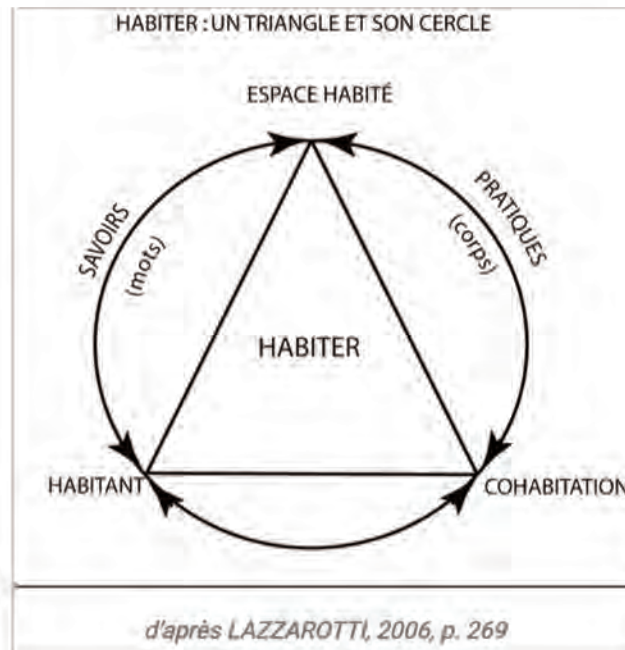 HABITER : UN TRIANGLE ET SON CERCLE
ESPACE HABITÉ
SAVOIRS
(mots)
PRATIQUES
(corps)
HABITER
HABITANT
COHABITATION
d'après LAZZAROTTI, 2006, p. 269